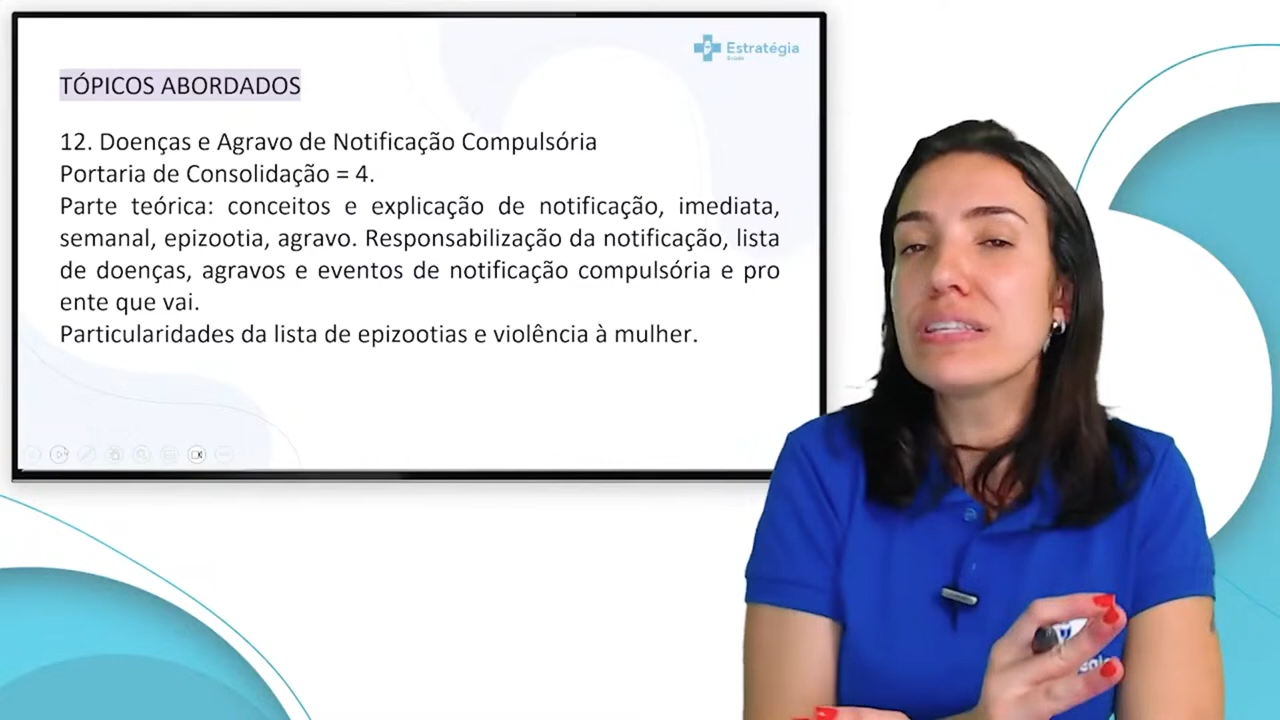 Estratégia
Saúde
TÓPICOS ABORDADOS
12. Doenças e Agravo de Notificação Compulsória
Portaria de Consolidação = 4.
Parte teórica: conceitos e explicação de notificação, imediata,
semanal, epizootia, agravo. Responsabilização da notificação, lista
de doenças, agravos e eventos de notificação compulsória e pro
ente que vai.
Particularidades da lista de epizootias e violência à mulher.